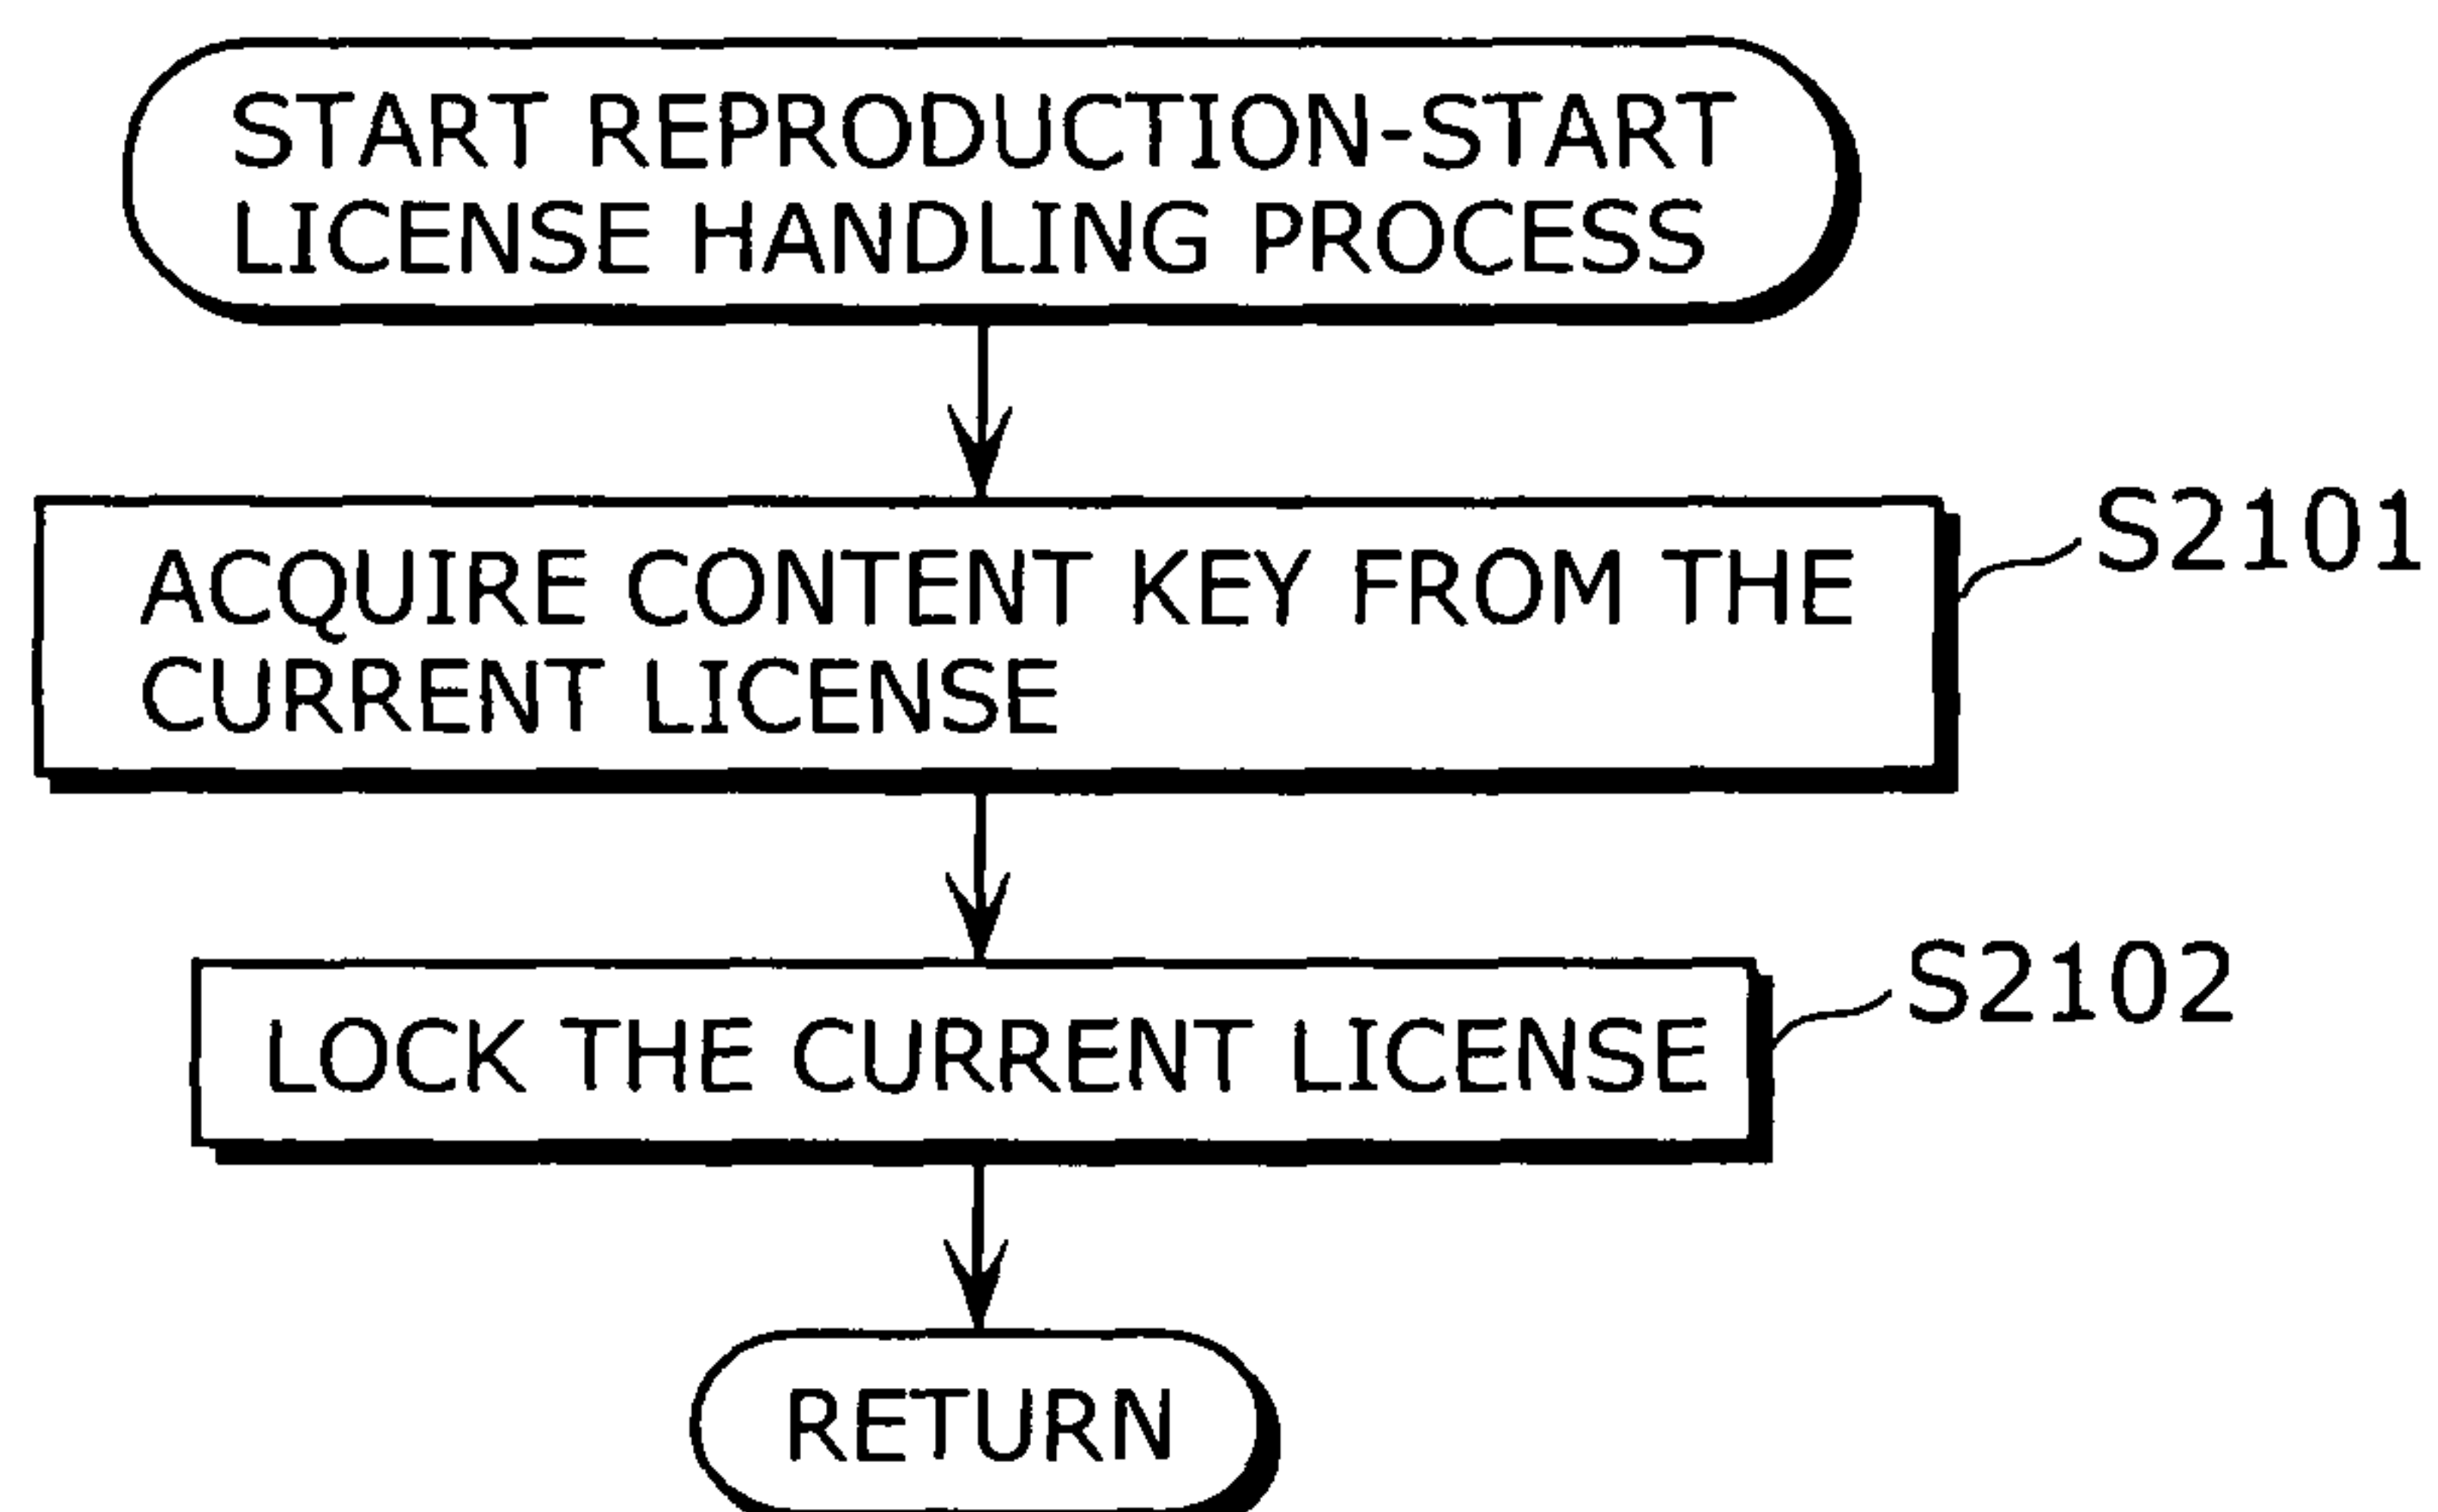 START REPRODUCTION-START
LICENSE HANDLING PROCESS
S2101
ACQUIRE CONTENT KEY FROM THE
CURRENT LICENSE
S2102
LOCK THE CURRENT LICENSE
RETURN